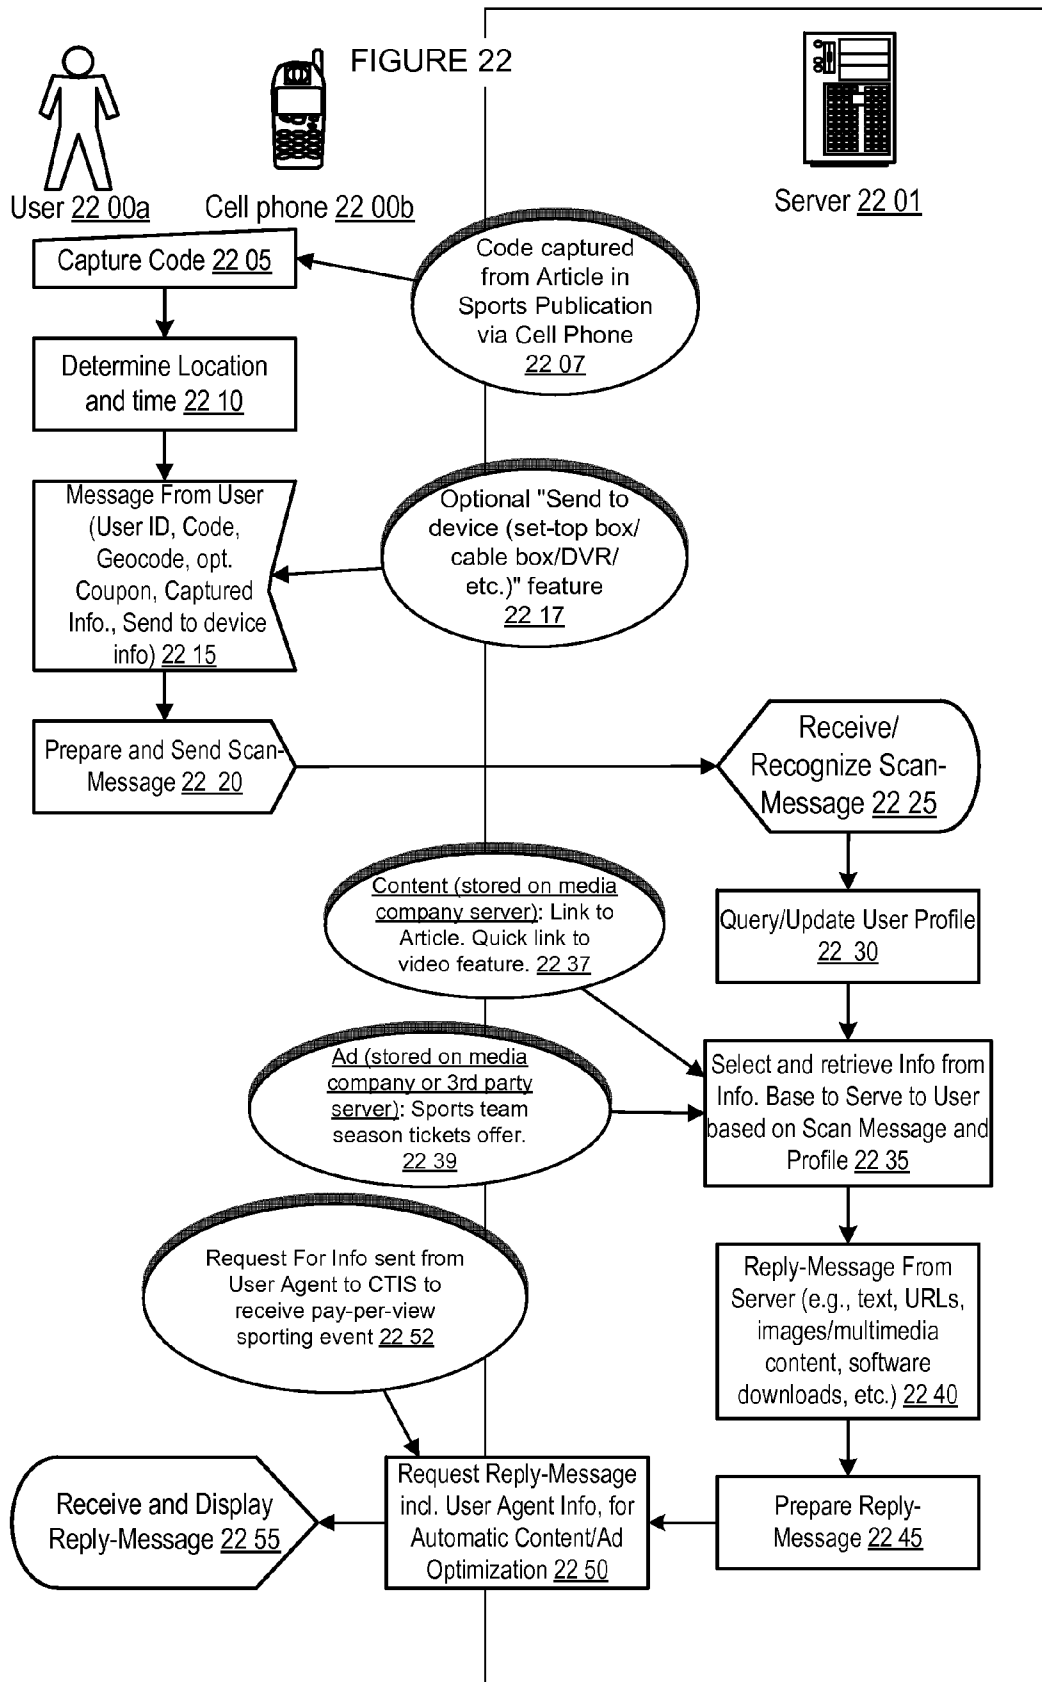 FIGURE 22
User 22 00a
Cell phone 22 00b
Server 22 01
Capture Code 22 05
Code captured
from Article in
Sports Publication
via Cell Phone
22 07
Determine Location
and time 22 10
Message From User
(User ID, Code,
Geocode, opt.
Coupon, Captured
Info., Send to device
info) 22 15
Optional "Send to
device (set-top box/
cable box/DVR/
etc.)" feature
22 17
Prepare and Send Scan-
Message 22 20
Receive/
Recognize Scan-
Message 22 25
Content (stored on media
company server): Link to
Article. Quick link to
video feature. 22 37
Query/Update User Profile
22 30
Ad (stored on media
company or 3rd party
server): Sports team
season tickets offer.
22 39
Select and retrieve Info from
Info. Base to Serve to User
based on Scan Message and
Profile 22 35
Request For Info sent from
User Agent to CTIS to
receive pay-per-view
sporting event 22 52
Reply-Message From
Server (e.g., text, URLs,
images/multimedia
content, software
downloads, etc.) 22 40
Receive and Display
Reply-Message 22 55
Request Reply-Message
incl. User Agent Info, for
Automatic Content/Ad
Optimization 22 50
Prepare Reply-
Message 22 45